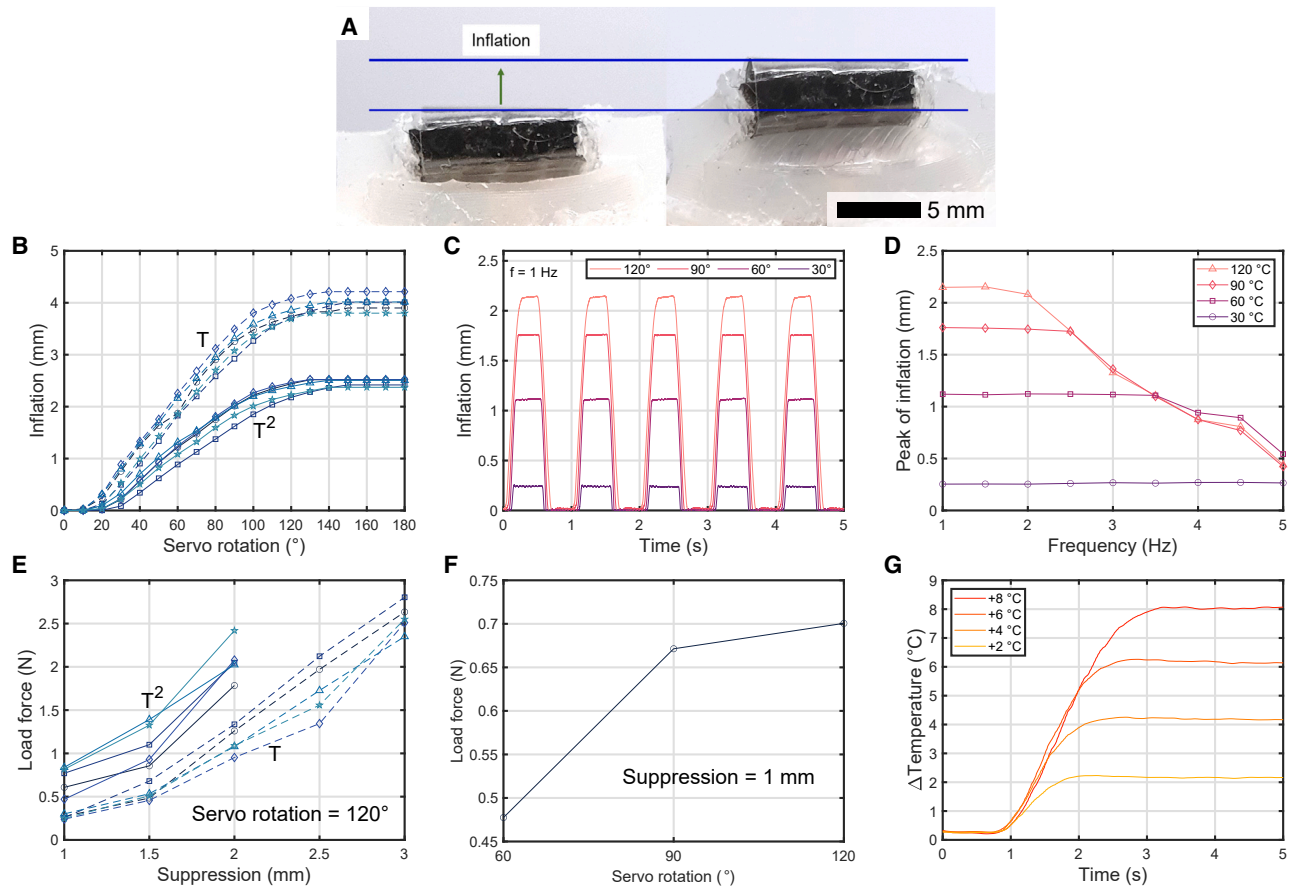 A
Inflation
5 mm
B
5
4
3
2
1
0
0 20 40 60 80 100 120 140 160 180
Inflation (mm)
Servo rotation (°)
T
T²
C
2.5
2
1.5
1
0.5
0
0 1 2 3 4 5
Inflation (mm)
Time (s)
f = 1 Hz
120° 90° 60° 30°
D
2.5
2
1.5
1
0.5
0
1 2 3 4 5
Peak of inflation (mm)
Frequency (Hz)
120 °C
90 °C
60 °C
30 °C
E
3
2.5
2
1.5
1
0.5
0
1 1.5 2 2.5 3
Load force (N)
Suppression (mm)
T²
T
Servo rotation = 120°
F
0.75
0.7
0.65
0.6
0.55
0.5
0.45
60 90 120
Load force (N)
Servo rotation (°)
Suppression = 1 mm
G
9
8
7
6
5
4
3
2
1
0
0 1 2 3 4 5
ΔTemperature (°C)
Time (s)
+8 °C
+6 °C
+4 °C
+2 °C